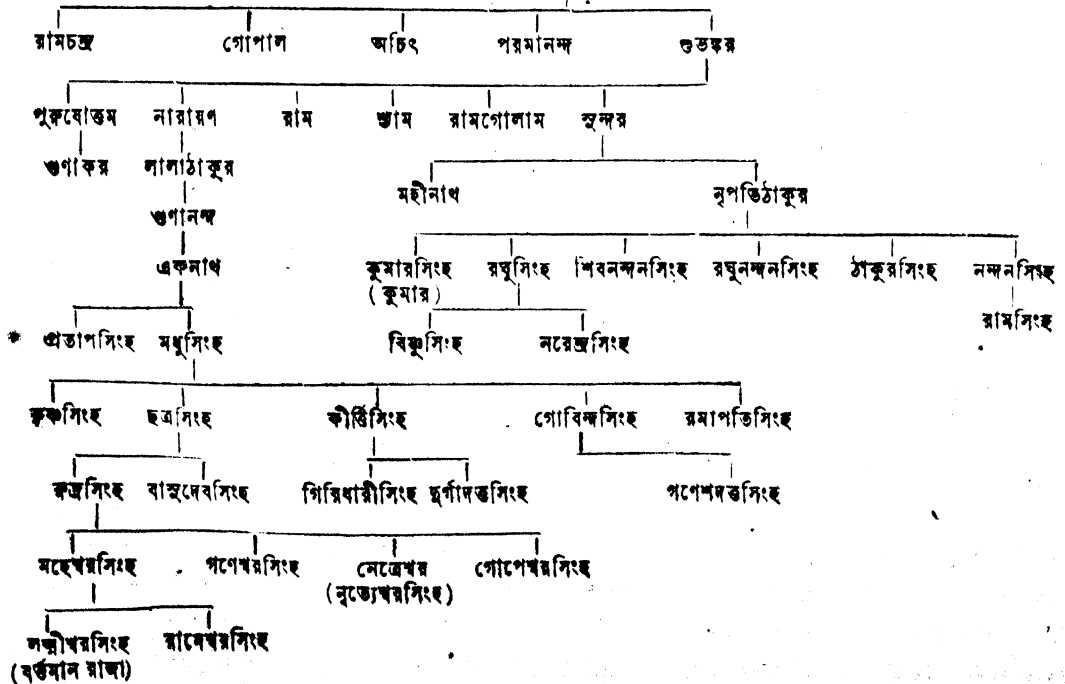 রামচন্দ্র গোপাল অচিৎ পরমানন্দ শুভঙ্কর
পুরুষোত্তম নারায়ণ রাম শ্যাম রামগোলাম সুন্দর
গুণাকর লালাঠাকুর
মহীনাথ নৃপতিঠাকুর
গুণানন্দ
একনাথ কুমারসিংহ রঘুসিংহ শিবনন্দনসিংহ রঘুনন্দনসিংহ ঠাকুরসিংহ নন্দনসিংহ
(কুমার)
রামসিংহ
* প্রতাপসিংহ মধুসিংহ বিষ্ণুসিংহ নরেন্দ্রসিংহ
কৃষ্ণসিংহ ছত্রসিংহ কীর্ত্তিসিংহ গোবিন্দসিংহ রমাপতিসিংহ
রুদ্রসিংহ বাসুদেবসিংহ গিরিধারীসিংহ দুর্গাদত্তসিংহ গণেশদত্তসিংহ
মহেশ্বরসিংহ গণেশ্বরসিংহ নেত্রেশ্বর গোপেশ্বরসিংহ
(নৃত্যেশ্বরসিংহ)
লক্ষ্মীশ্বরসিংহ রামেশ্বরসিংহ
(বর্ত্তমান রাজা)